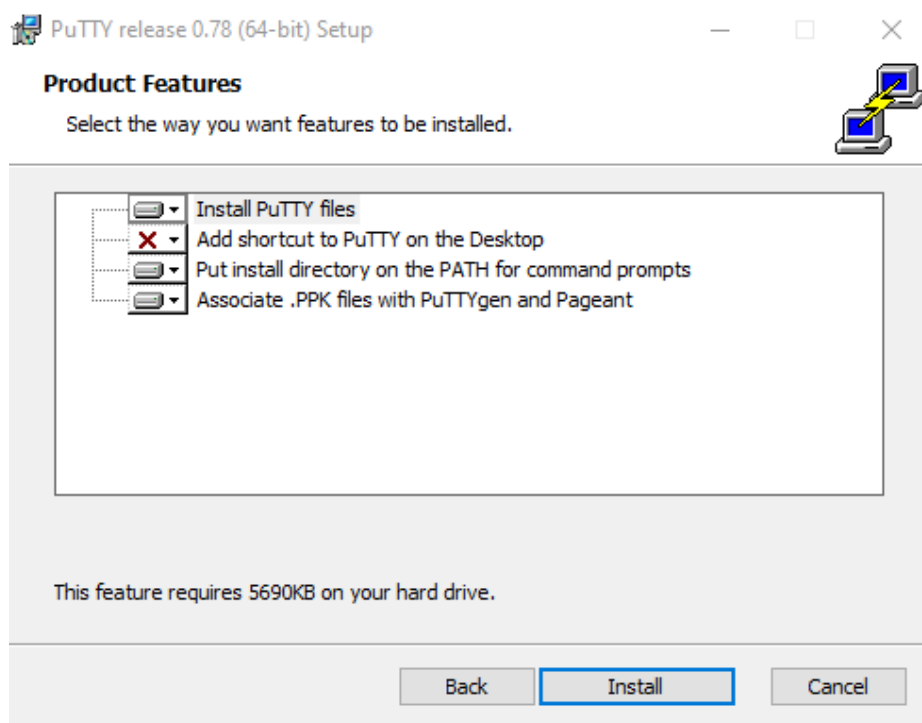 PuTTY release 0.78 (64-bit) Setup
Product Features
Select the way you want features to be installed.
Install PuTTY files
Add shortcut to PuTTY on the Desktop
Put install directory on the PATH for command prompts
Associate .PPK files with PuTTYgen and Pageant
This feature requires 5690KB on your hard drive.
Back Install Cancel